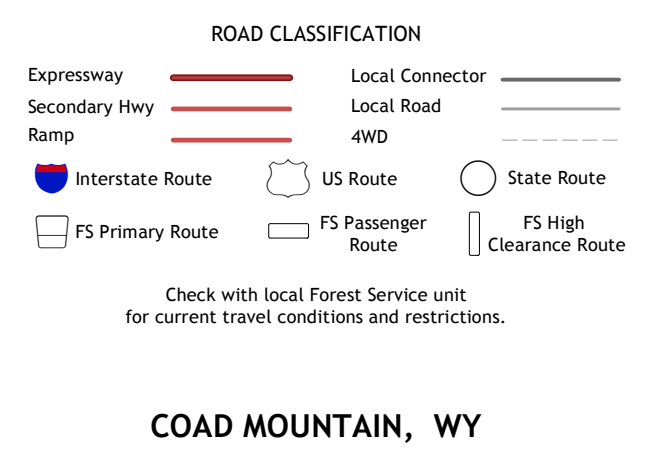 ROAD CLASSIFICATION
Expressway
Local Connector
Secondary Hwy
Local Road
Ramp
4WD
Interstate Route
US Route
State Route
FS Primary Route
FS Passenger
Route
FS High
Clearance Route
Check with local Forest Service unit
for current travel conditions and restrictions.
COAD MOUNTAIN, WY